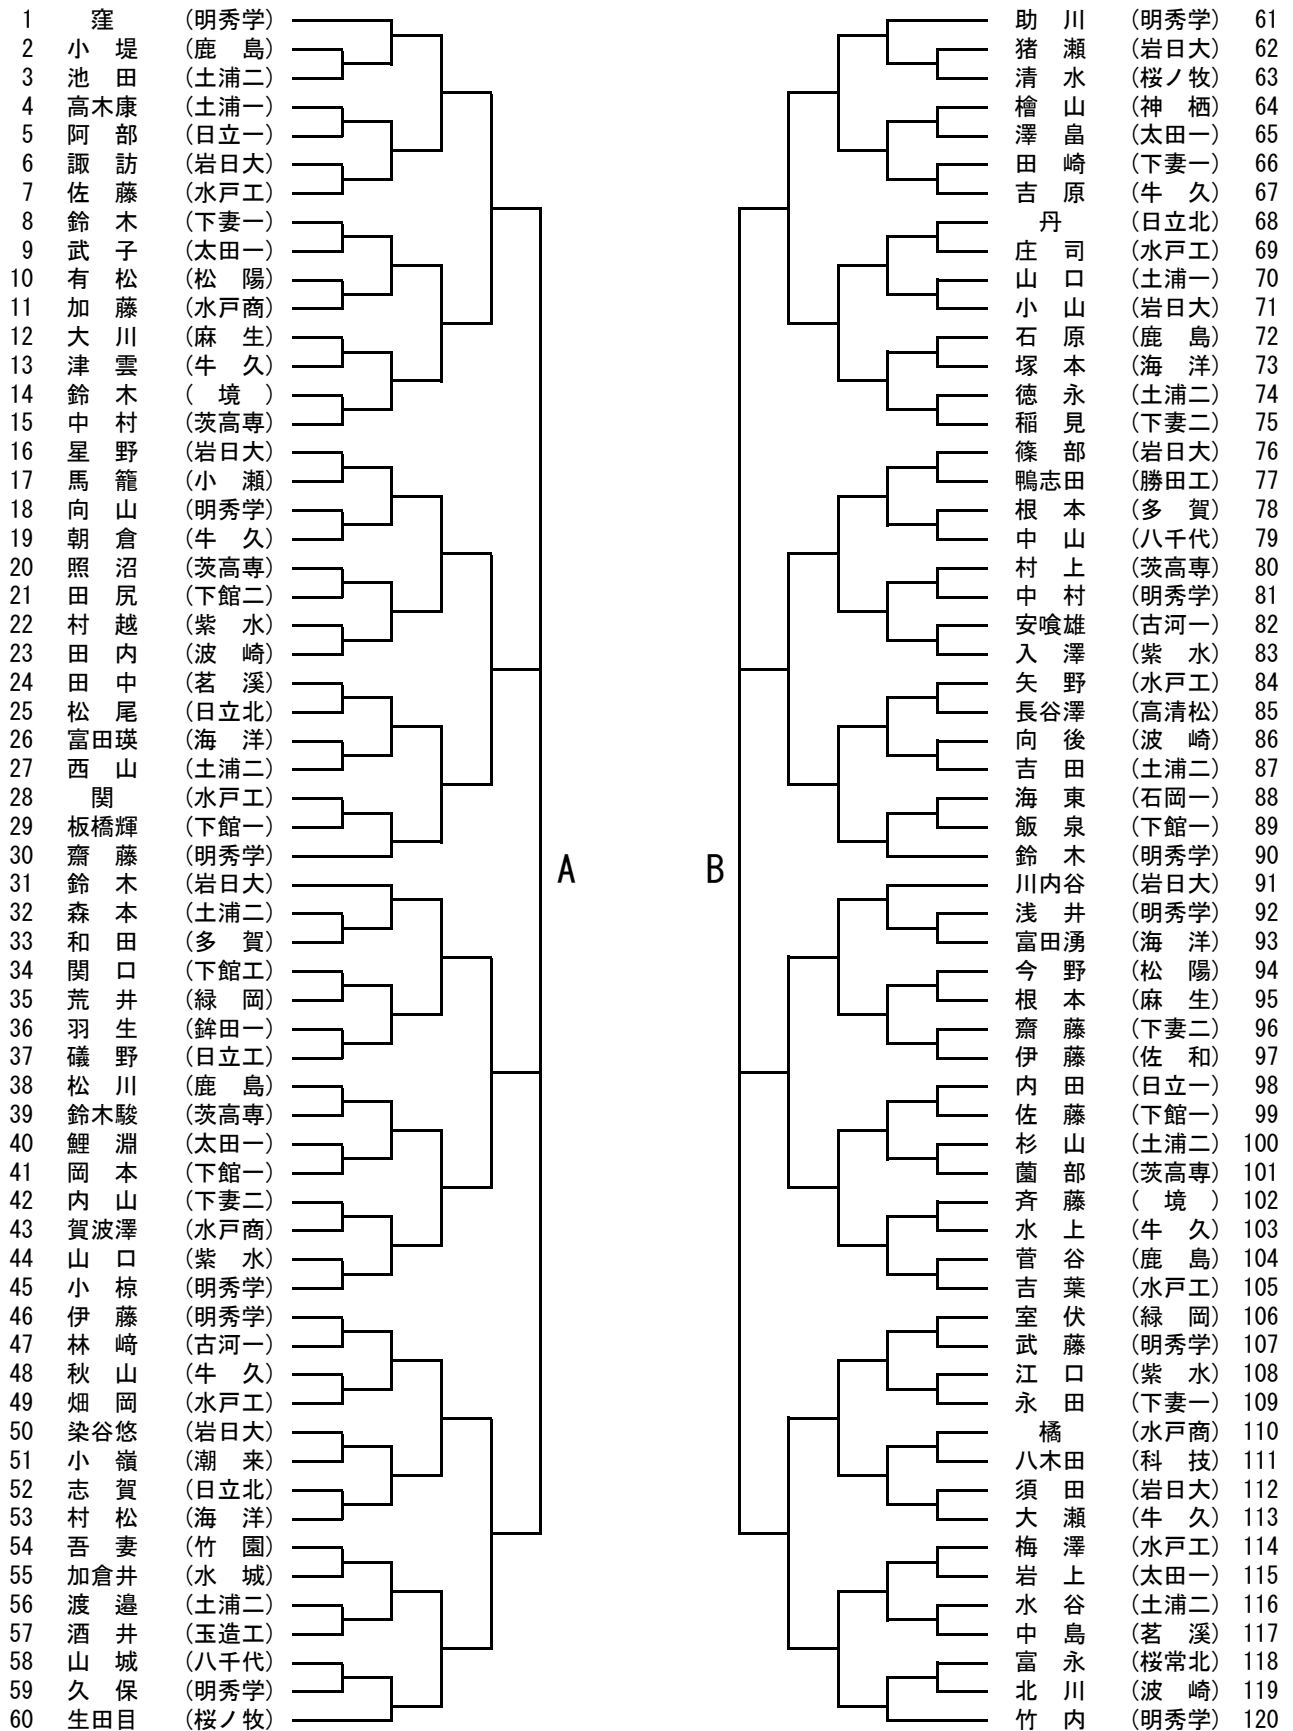 1 窪 (明秀学)
2 小堤 (鹿島)
3 池田 (土浦二)
4 高木康 (土浦一)
5 阿部 (日立一)
6 諏訪 (岩日大)
7 佐藤 (水戸工)
8 鈴木 (下妻一)
9 武子 (太田一)
10 有松 (松陽)
11 加藤 (水戸商)
12 大川 (麻生)
13 津雲 (牛久)
14 鈴木 (境)
15 中村 (茨高専)
16 星野 (岩日大)
17 馬籠 (小瀬)
18 向山 (明秀学)
19 朝倉 (牛久)
20 照沼 (茨高専)
21 田尻 (下館二)
22 村越 (紫水)
23 田内 (波崎)
24 田中 (茗溪)
25 松尾 (日立北)
26 富田瑛 (海洋)
27 西山 (土浦二)
28 関 (水戸工)
29 板橋輝 (下館一)
30 齋藤 (明秀学)
31 鈴木 (岩日大)
32 森本 (土浦二)
33 和田 (多賀)
34 関口 (下館工)
35 荒井 (緑岡)
36 羽生 (鉾田一)
37 礒野 (日立工)
38 松川 (鹿島)
39 鈴木駿 (茨高専)
40 鯉淵 (太田一)
41 岡本 (下館一)
42 内山 (下妻二)
43 賀波澤 (水戸商)
44 山口 (紫水)
45 小椋 (明秀学)
46 伊藤 (明秀学)
47 林﨑 (古河一)
48 秋山 (牛久)
49 畑岡 (水戸工)
50 染谷悠 (岩日大)
51 小嶺 (潮来)
52 志賀 (日立北)
53 村松 (海洋)
54 吾妻 (竹園)
55 加倉井 (水城)
56 渡邉 (土浦二)
57 酒井 (玉造工)
58 山城 (八千代)
59 久保 (明秀学)
60 生田目 (桜ノ牧)
A
B
助川 (明秀学) 61
猪瀬 (岩日大) 62
清水 (桜ノ牧) 63
檜山 (神栖) 64
澤畠 (太田一) 65
田崎 (下妻一) 66
吉原 (牛久) 67
丹 (日立北) 68
庄司 (水戸工) 69
山口 (土浦一) 70
小山 (岩日大) 71
石原 (鹿島) 72
塚本 (海洋) 73
徳永 (土浦二) 74
稲見 (下妻二) 75
篠部 (岩日大) 76
鴨志田 (勝田工) 77
根本 (多賀) 78
中山 (八千代) 79
村上 (茨高専) 80
中村 (明秀学) 81
安喰雄 (古河一) 82
入澤 (紫水) 83
矢野 (水戸工) 84
長谷澤 (高清松) 85
向後 (波崎) 86
吉田 (土浦二) 87
海東 (石岡一) 88
飯泉 (下館一) 89
鈴木 (明秀学) 90
川内谷 (岩日大) 91
浅井 (明秀学) 92
富田湧 (海洋) 93
今野 (松陽) 94
根本 (麻生) 95
齋藤 (下妻二) 96
伊藤 (佐和) 97
内田 (日立一) 98
佐藤 (下館一) 99
杉山 (土浦二) 100
薗部 (茨高専) 101
斉藤 (境) 102
水上 (牛久) 103
菅谷 (鹿島) 104
吉葉 (水戸工) 105
室伏 (緑岡) 106
武藤 (明秀学) 107
江口 (紫水) 108
永田 (下妻一) 109
橘 (水戸商) 110
八木田 (科技) 111
須田 (岩日大) 112
大瀬 (牛久) 113
梅澤 (水戸工) 114
岩上 (太田一) 115
水谷 (土浦二) 116
中島 (茗溪) 117
富永 (桜常北) 118
北川 (波崎) 119
竹内 (明秀学) 120